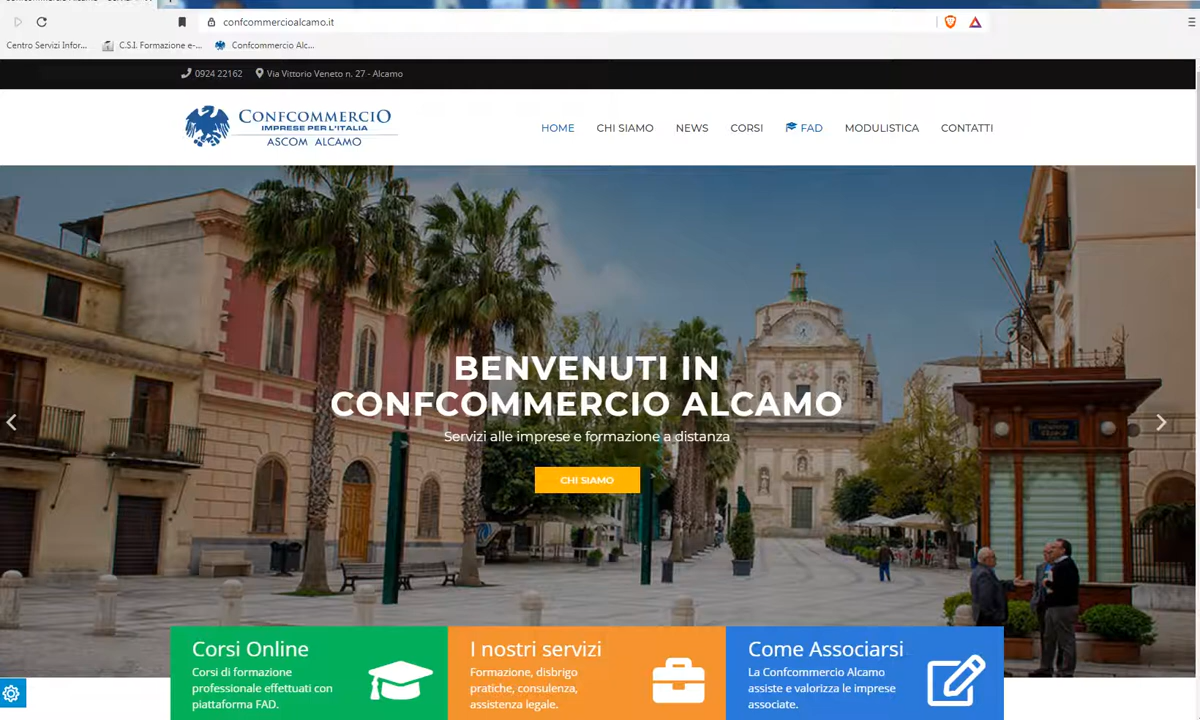 confcommercioalcamo.it
Centro Servizi Infor...
C.S.I. Formazione e-...
Confcommercio Alc...
0924 22162
Via Vittorio Veneto n. 27 - Alcamo
CONFCOMMERCIO
IMPRESE PER L'ITALIA
ASCOM ALCAMO
HOME
CHI SIAMO
NEWS
CORSI
FAD
MODULISTICA
CONTATTI
BENVENUTI IN
CONFCOMMERCIO ALCAMO
Servizi alle imprese e formazione a distanza
CHI SIAMO
Corsi Online
Corsi di formazione
professionale effettuati con
piattaforma FAD.
I nostri servizi
Formazione, disbrigo
pratiche, consulenza,
assistenza legale.
Come Associarsi
La Confcommercio Alcamo
assiste e valorizza le imprese
associate.